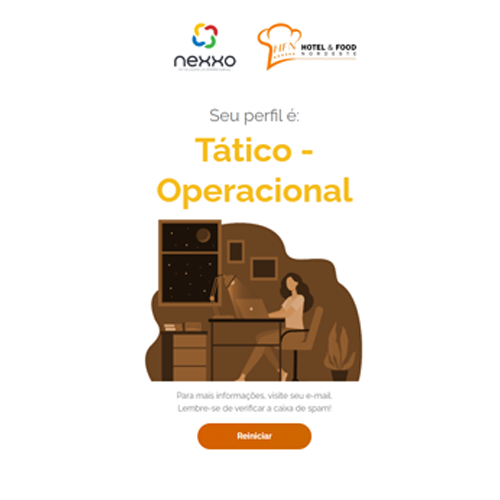 nexxo
HFN
HOTEL & FOOD
NORDESTE
Seu perfil é:
Tático -
Operacional
Para mais informações, visite seu e-mail.
Lembre-se de verificar a caixa de spam!
Reiniciar